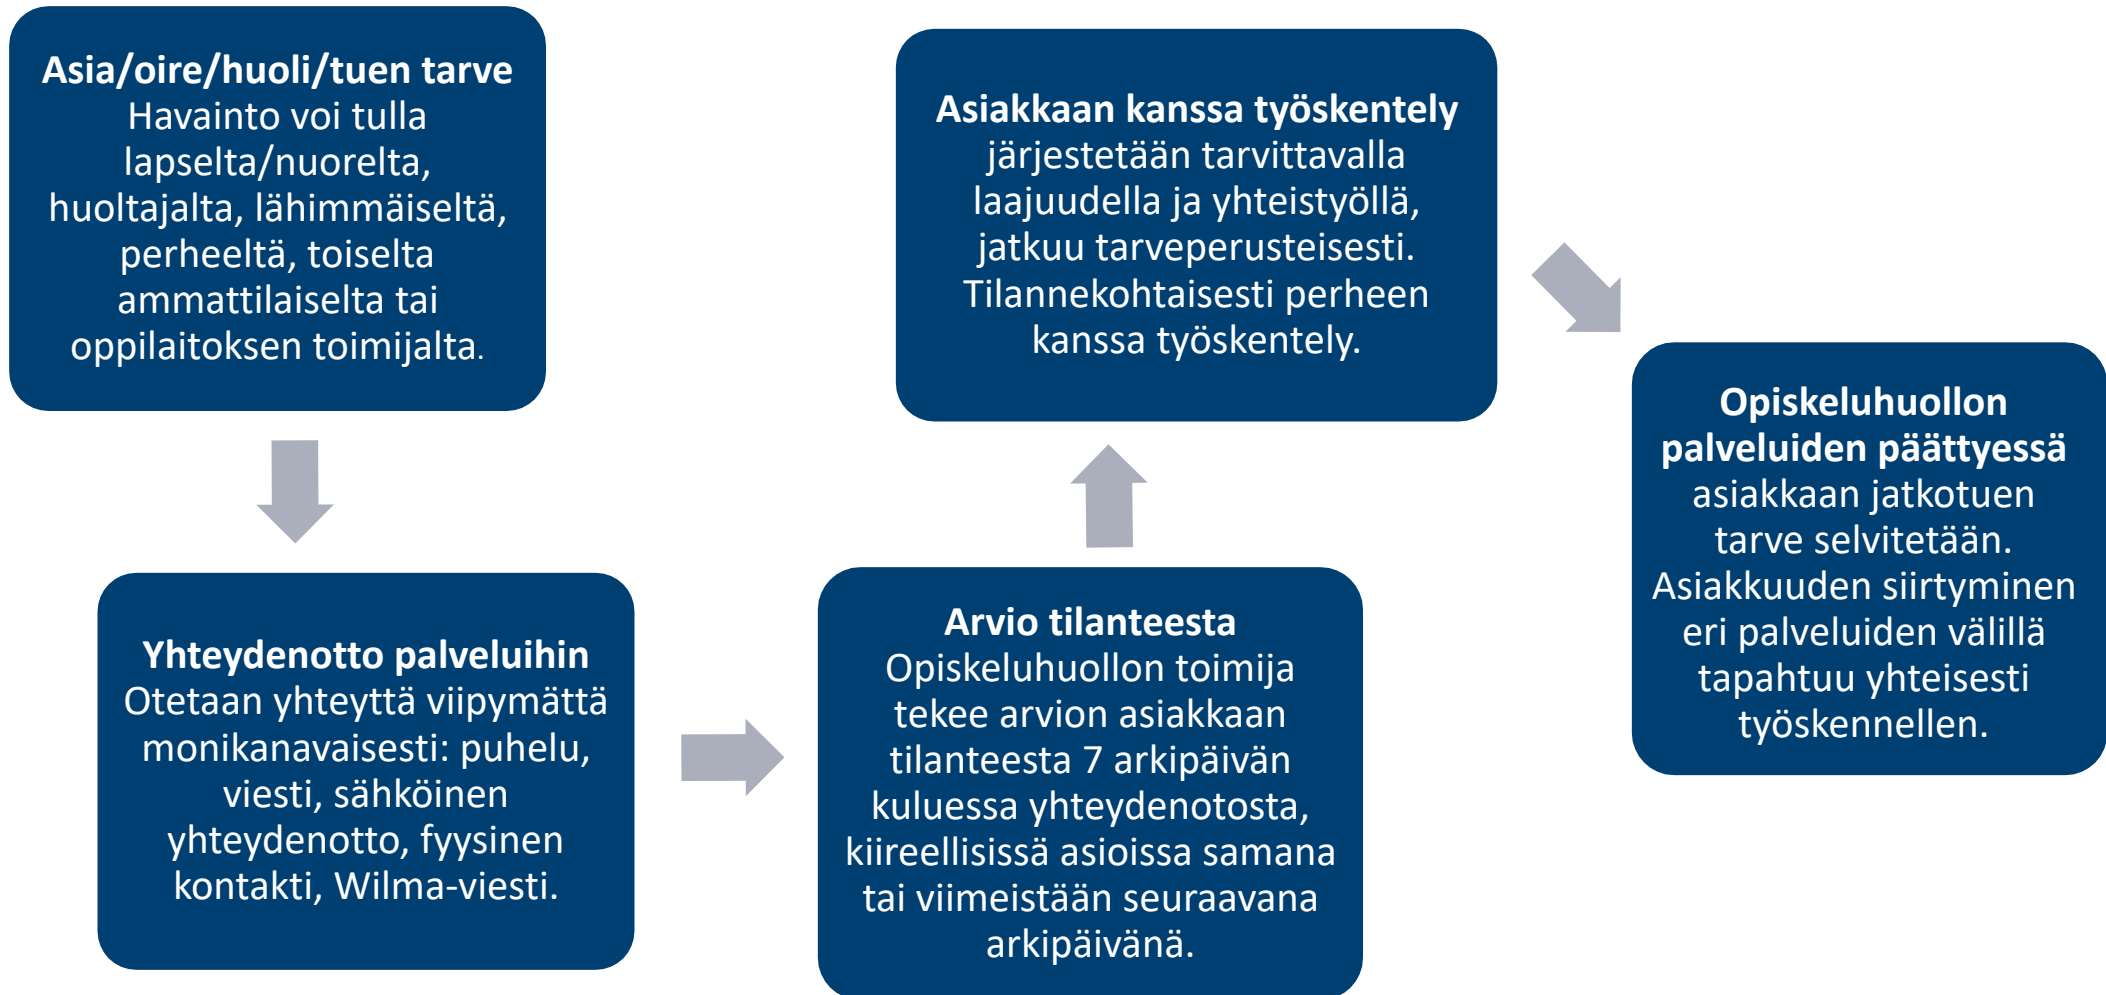 Asia/oire/huoli/tuen tarve
Havainto voi tulla
lapselta/nuorelta,
huoltajalta, lähimmäiseltä,
perheeltä, toiselta
ammattilaiselta tai
oppilaitoksen toimijalta.
Yhteydenotto palveluihin
Otetaan yhteyttä viipymättä
monikanavaisesti: puhelu,
viesti, sähköinen
yhteydenotto, fyysinen
kontakti, Wilma-viesti.
Arvio tilanteesta
Opiskeluhuollon toimija
tekee arvion asiakkaan
tilanteesta 7 arkipäivän
kuluessa yhteydenotosta,
kiireellisissä asioissa samana
tai viimeistään seuraavana
arkipäivänä.
Asiakkaan kanssa työskentely
järjestetään tarvittavalla
laajuudella ja yhteistyöllä,
jatkuu tarveperusteisesti.
Tilannekohtaisesti perheen
kanssa työskentely.
Opiskeluhuollon
palveluiden päättyessä
asiakkaan jatkotuen
tarve selvitetään.
Asiakkuuden siirtyminen
eri palveluiden välillä
tapahtuu yhteisesti
työskennellen.